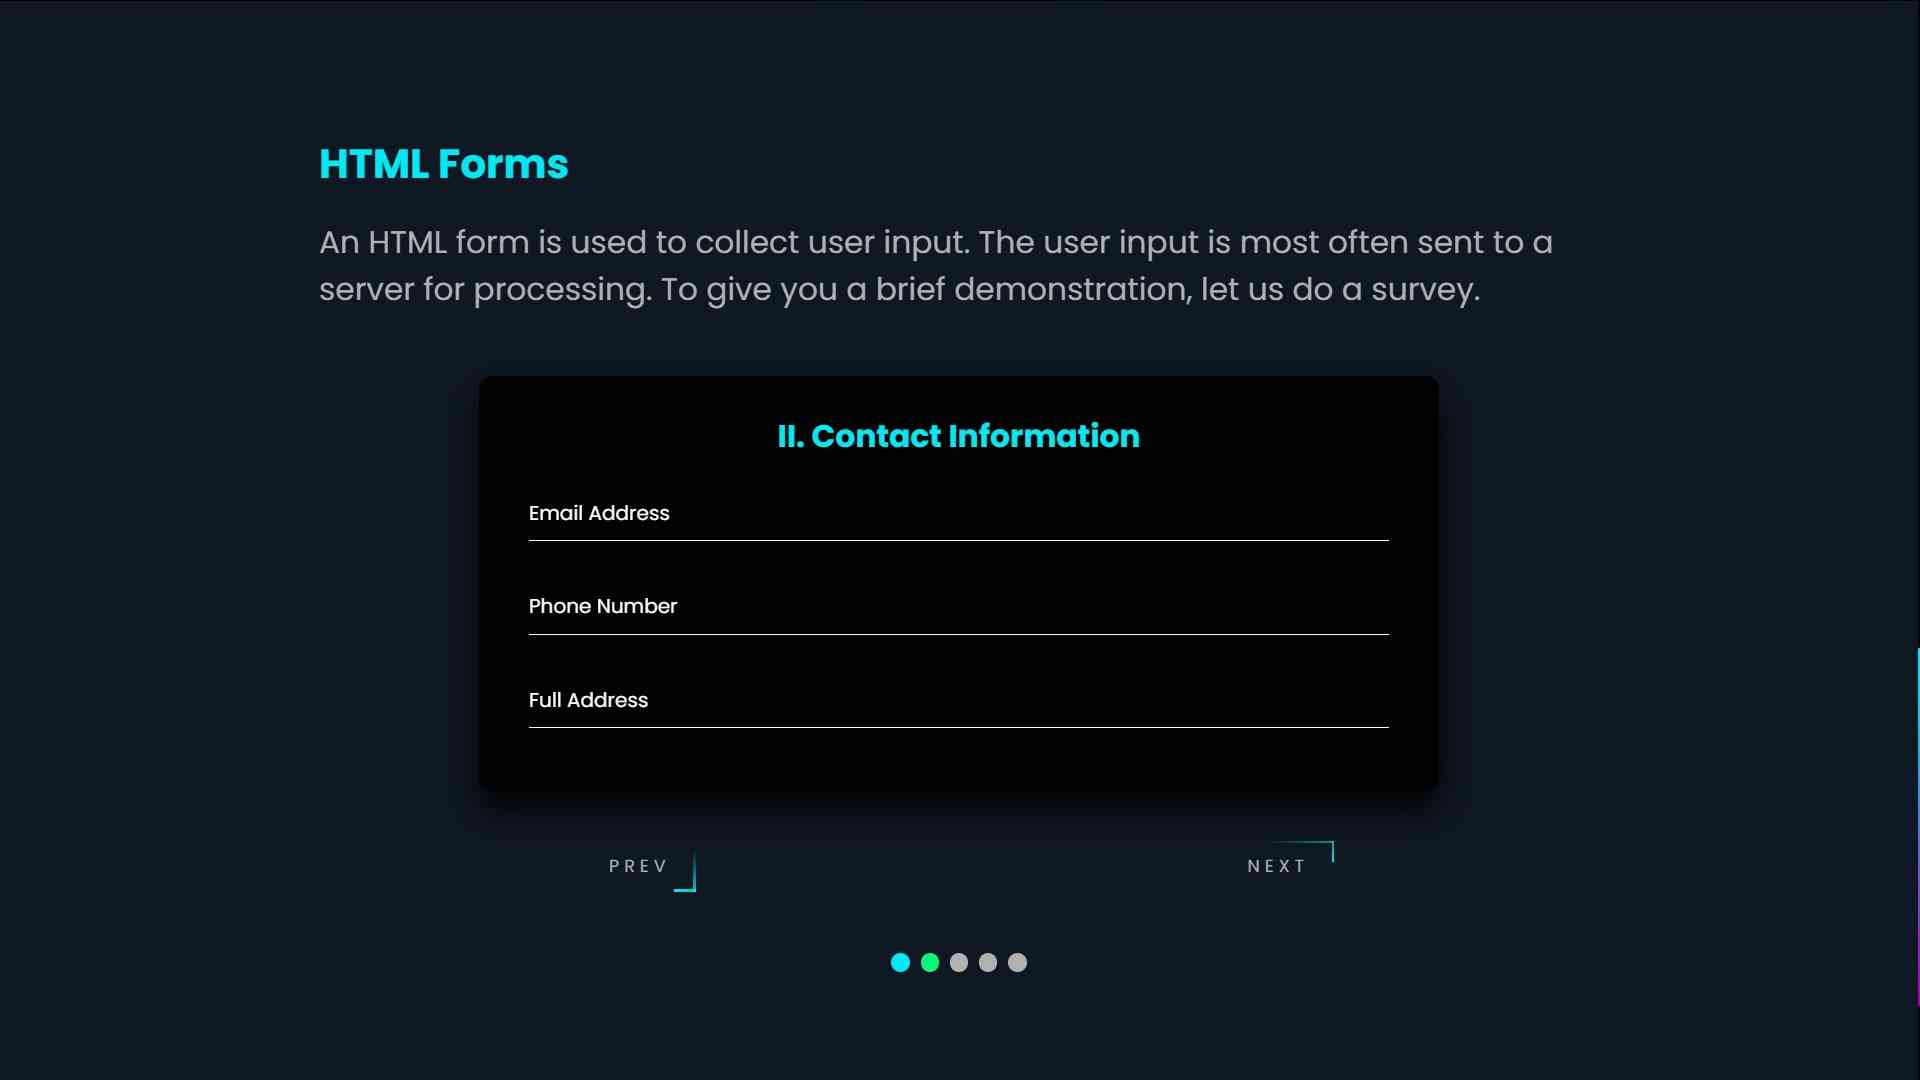 HTML Forms
An HTML form is used to collect user input. The user input is most often sent to a
server for processing. To give you a brief demonstration, let us do a survey.
II. Contact Information
Email Address
Phone Number
Full Address
PREV
NEXT